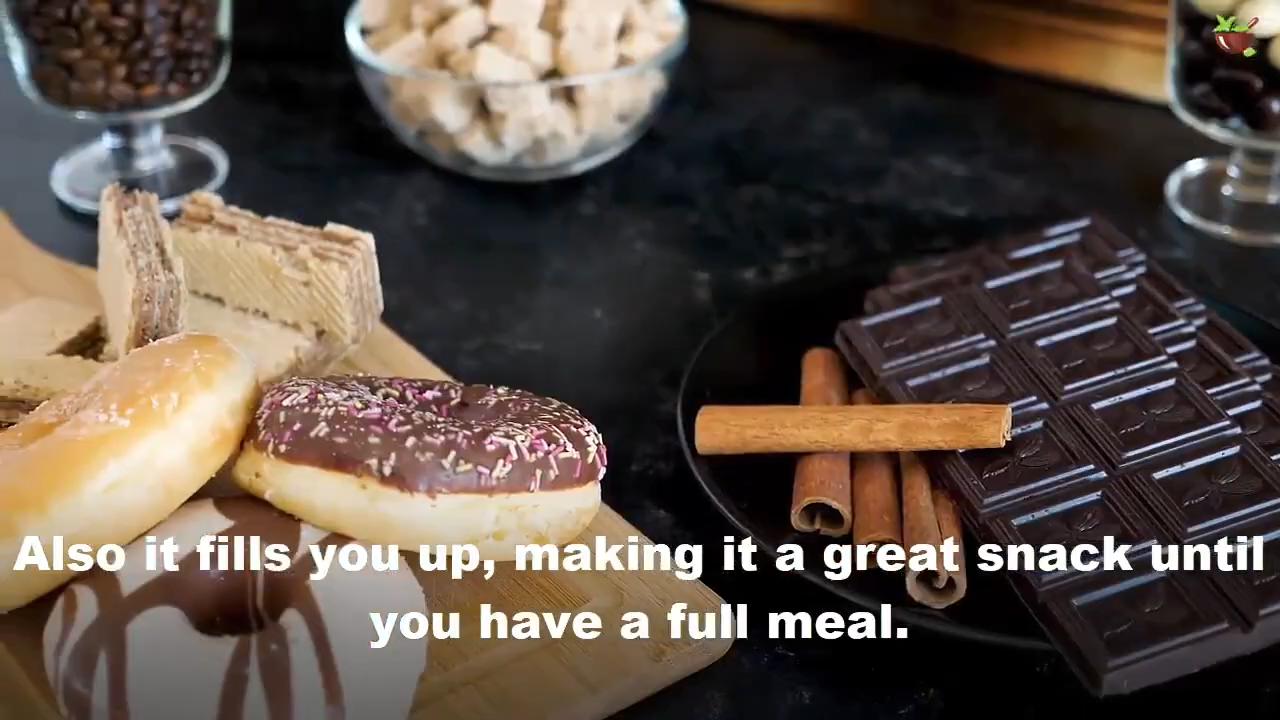 Also it fills you up, making it a great snack until
you have a full meal.